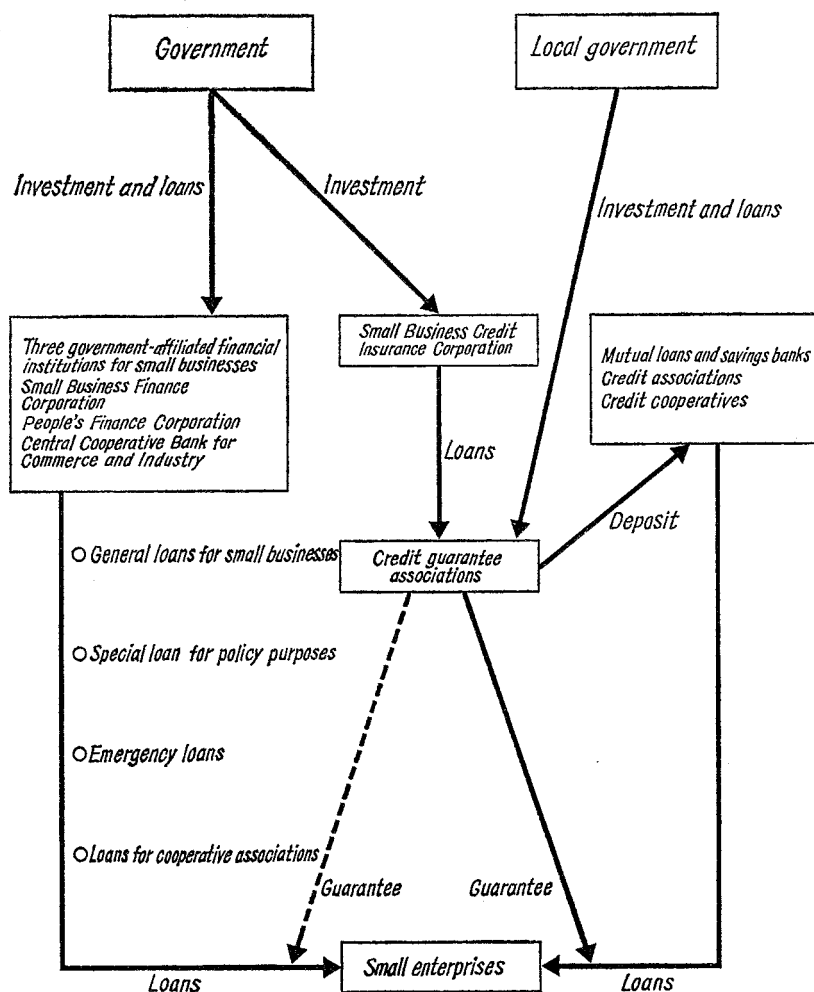 Government
Local government
Investment and loans
Investment
Investment and loans
Three government-affiliated financial
institutions for small businesses
Small Business Finance
Corporation
People's Finance Corporation
Central Cooperative Bank for
Commerce and Industry
Small Business Credit
Insurance Corporation
Mutual loans and savings banks
Credit associations
Credit cooperatives
Loans
Deposit
○ General loans for small businesses
Credit guarantee
associations
○ Special loan for policy purposes
○ Emergency loans
○ Loans for cooperative associations
Guarantee
Guarantee
Small enterprises
Loans
Loans